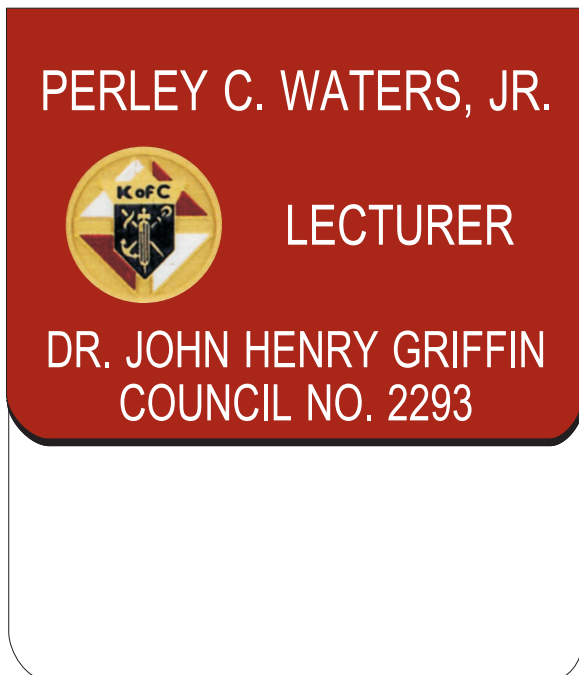 PERLEY C. WATERS, JR.
K of C
LECTURER
DR. JOHN HENRY GRIFFIN
COUNCIL NO. 2293